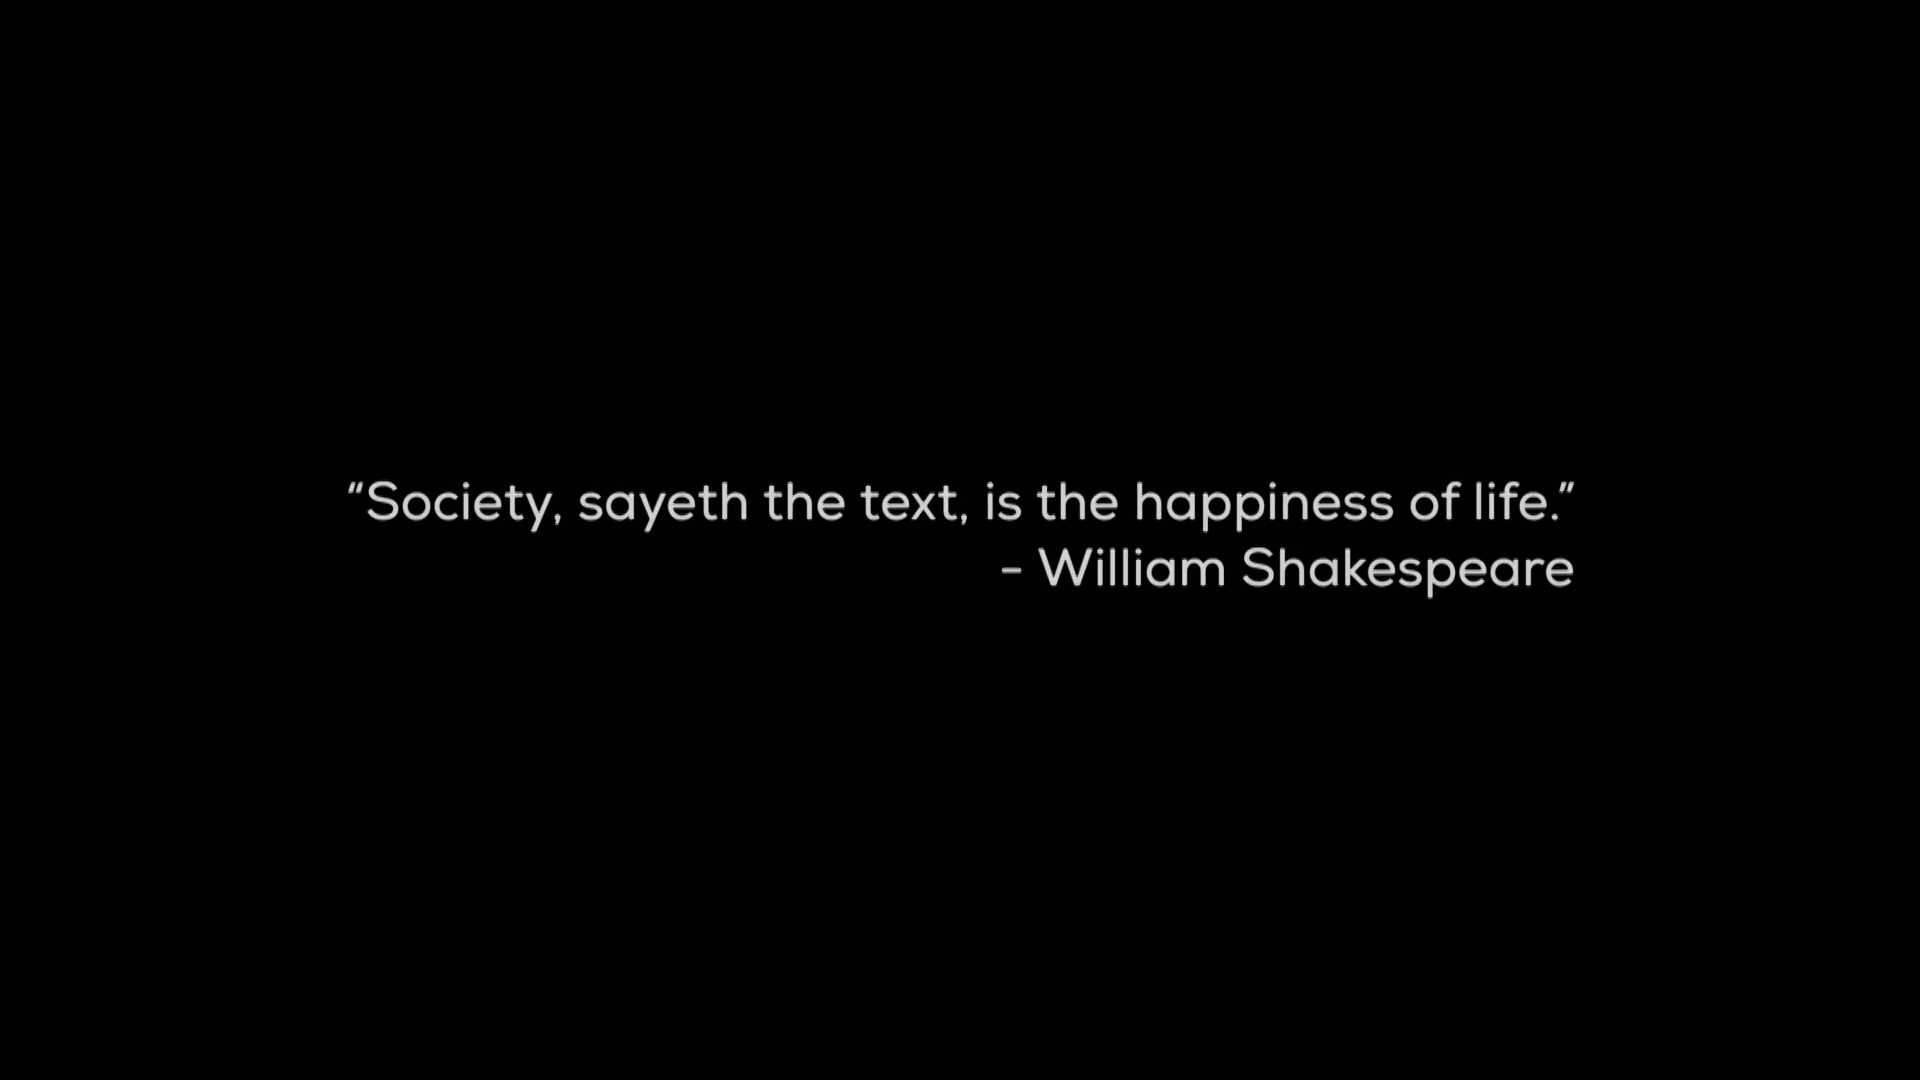 “Society, sayeth the text, is the happiness of life.”
- William Shakespeare